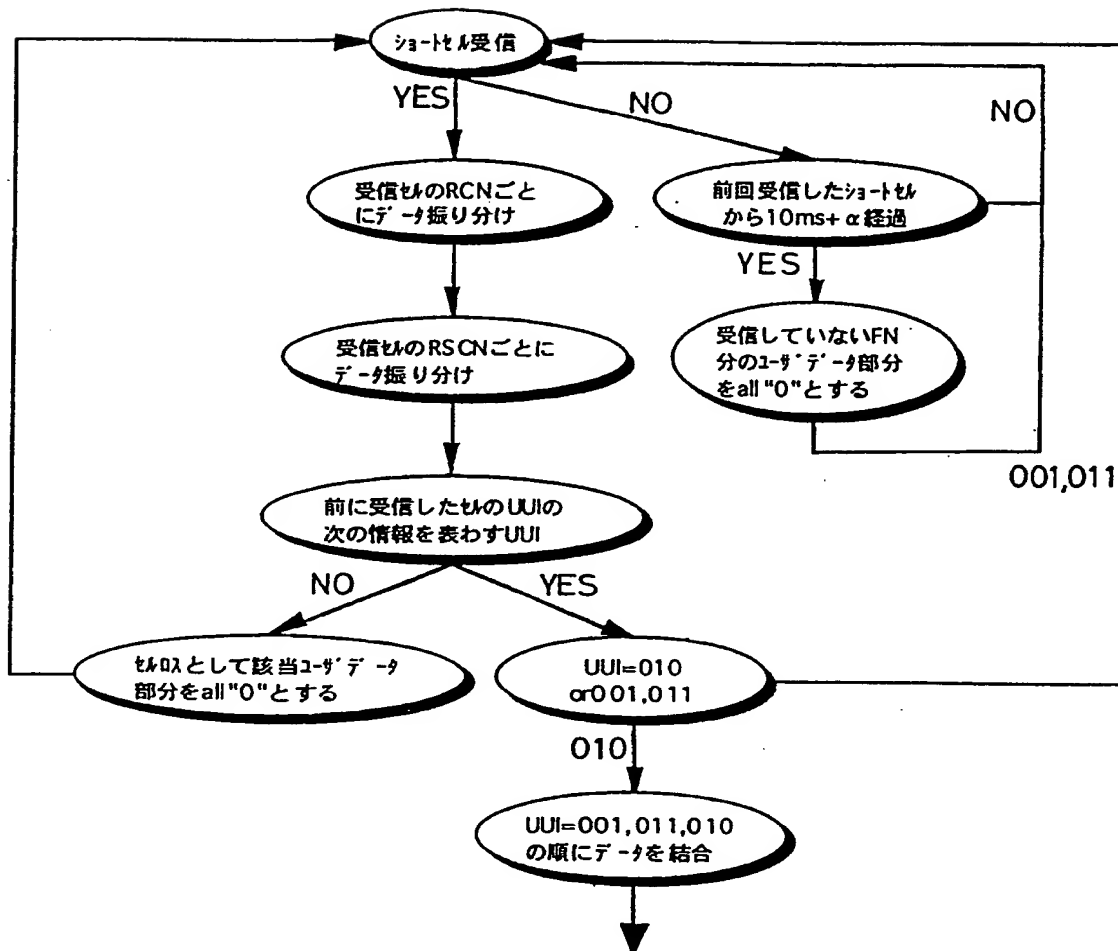 ショートセル受信
YES
NO
NO
受信セルのRCNごと
にデータ振り分け
前回受信したショートセル
から10ms+α経過
YES
受信セルのRSCNごとに
データ振り分け
受信していないFN
分のユーザデータ部分
をall"0"とする
001,011
前に受信したセルのUUIの
次の情報を表わすUUI
NO
YES
セルロスとして該当ユーザデータ
部分をall"0"とする
UUI=010
or001,011
010
UUI=001,011,010
の順にデータを結合